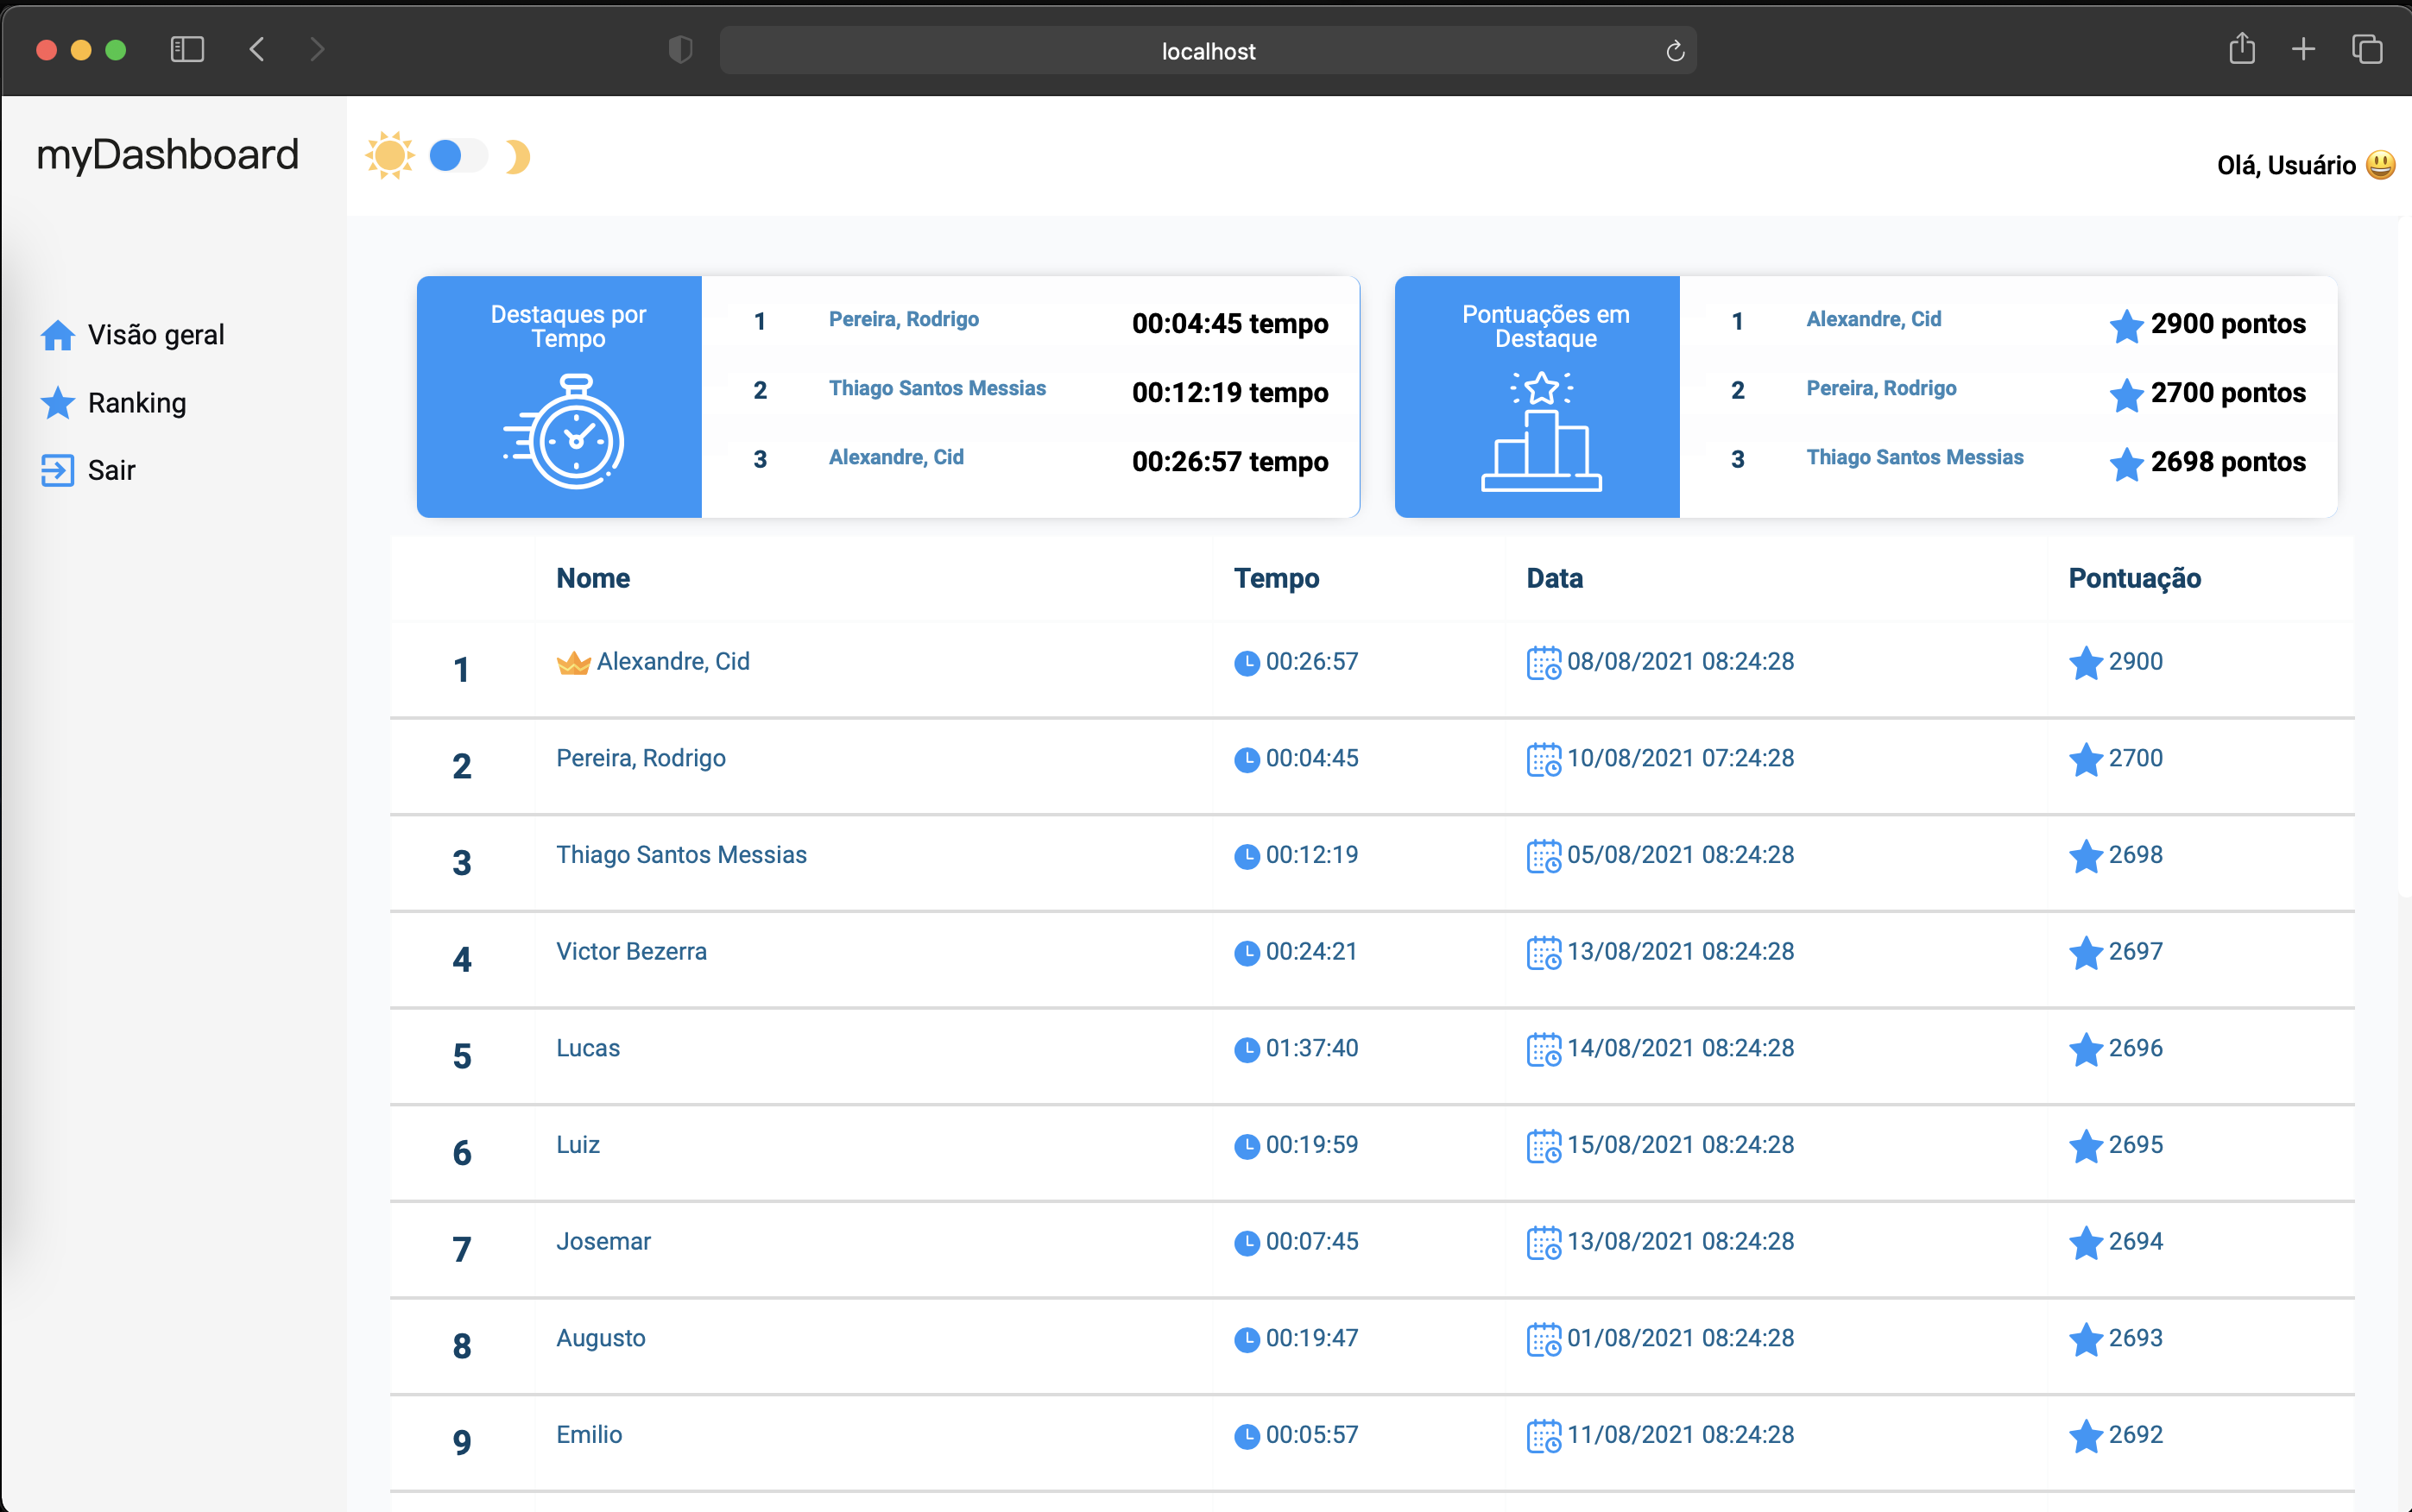 localhost
myDashboard
Olá, Usuário
Visão geral
Ranking
Sair
Destaques por
Tempo
1 Pereira, Rodrigo 00:04:45 tempo
2 Thiago Santos Messias 00:12:19 tempo
3 Alexandre, Cid 00:26:57 tempo
Pontuações em
Destaque
1 Alexandre, Cid 2900 pontos
2 Pereira, Rodrigo 2700 pontos
3 Thiago Santos Messias 2698 pontos
Nome Tempo Data Pontuação
1 Alexandre, Cid 00:26:57 08/08/2021 08:24:28 2900
2 Pereira, Rodrigo 00:04:45 10/08/2021 07:24:28 2700
3 Thiago Santos Messias 00:12:19 05/08/2021 08:24:28 2698
4 Victor Bezerra 00:24:21 13/08/2021 08:24:28 2697
5 Lucas 01:37:40 14/08/2021 08:24:28 2696
6 Luiz 00:19:59 15/08/2021 08:24:28 2695
7 Josemar 00:07:45 13/08/2021 08:24:28 2694
8 Augusto 00:19:47 01/08/2021 08:24:28 2693
9 Emilio 00:05:57 11/08/2021 08:24:28 2692